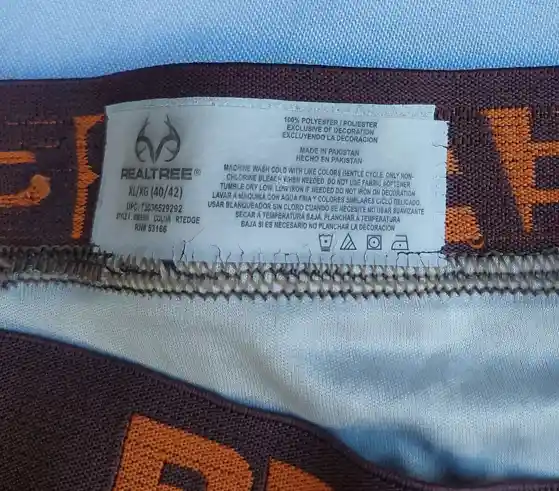 REALTREE®
XL/XG (40/42)
RN# 53166
100% POLYESTER / POLIESTER
EXCLUSIVE OF DECORATION
EXCLUYENDO LA DECORACIÓN
MADE IN PAKISTAN
HECHO EN PAKISTAN
MACHINE WASH COLD WITH LIKE COLORS GENTLE CYCLE. ONLY NON-
CHLORINE BLEACH WHEN NEEDED. DO NOT USE FABRIC SOFTENER
TUMBLE DRY LOW. LOW IRON IF NEEDED DO NOT IRON ON DECORATION
LAVAR A MAQUINA CON AGUA FRIA Y COLORES SIMILARES CICLO DELICADO.
USAR BLANQUEADOR SIN CLORO CUANDO SE NECESITE NO USAR SUAVIZANTE
SECAR A TEMPERATURA BAJA, PLANCHAR A TEMPERATURA
BAJA SI ES NECESARIO NO PLANCHAR LA DECORACIÓN